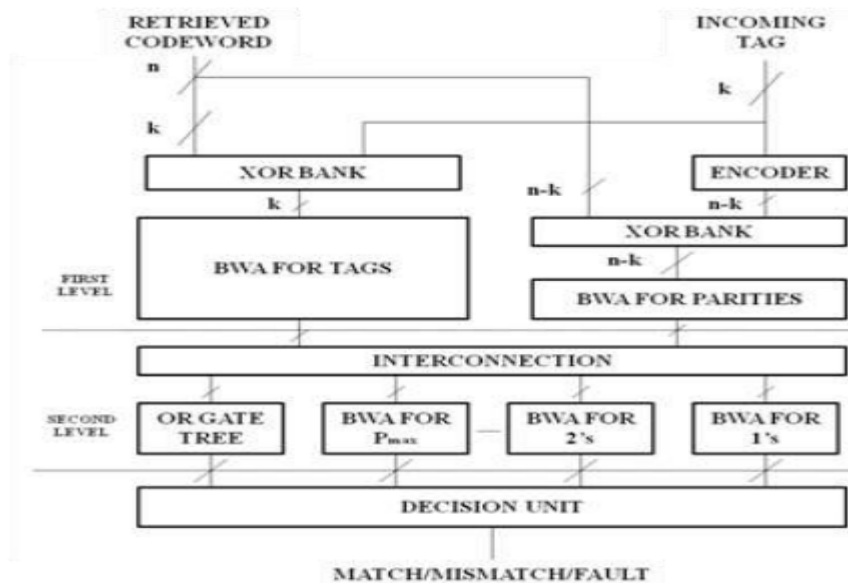 RETRIEVED
CODEWORD
INCOMING
TAG
n
k
k
XOR BANK
ENCODER
k
n-k
n-k
XOR BANK
BWA FOR TAGS
n-k
FIRST
LEVEL
BWA FOR PARITIES
INTERCONNECTION
SECOND
LEVEL
OR GATE
TREE
BWA FOR
Pmax
BWA FOR
2's
BWA FOR
1's
DECISION UNIT
MATCH/MISMATCH/FAULT